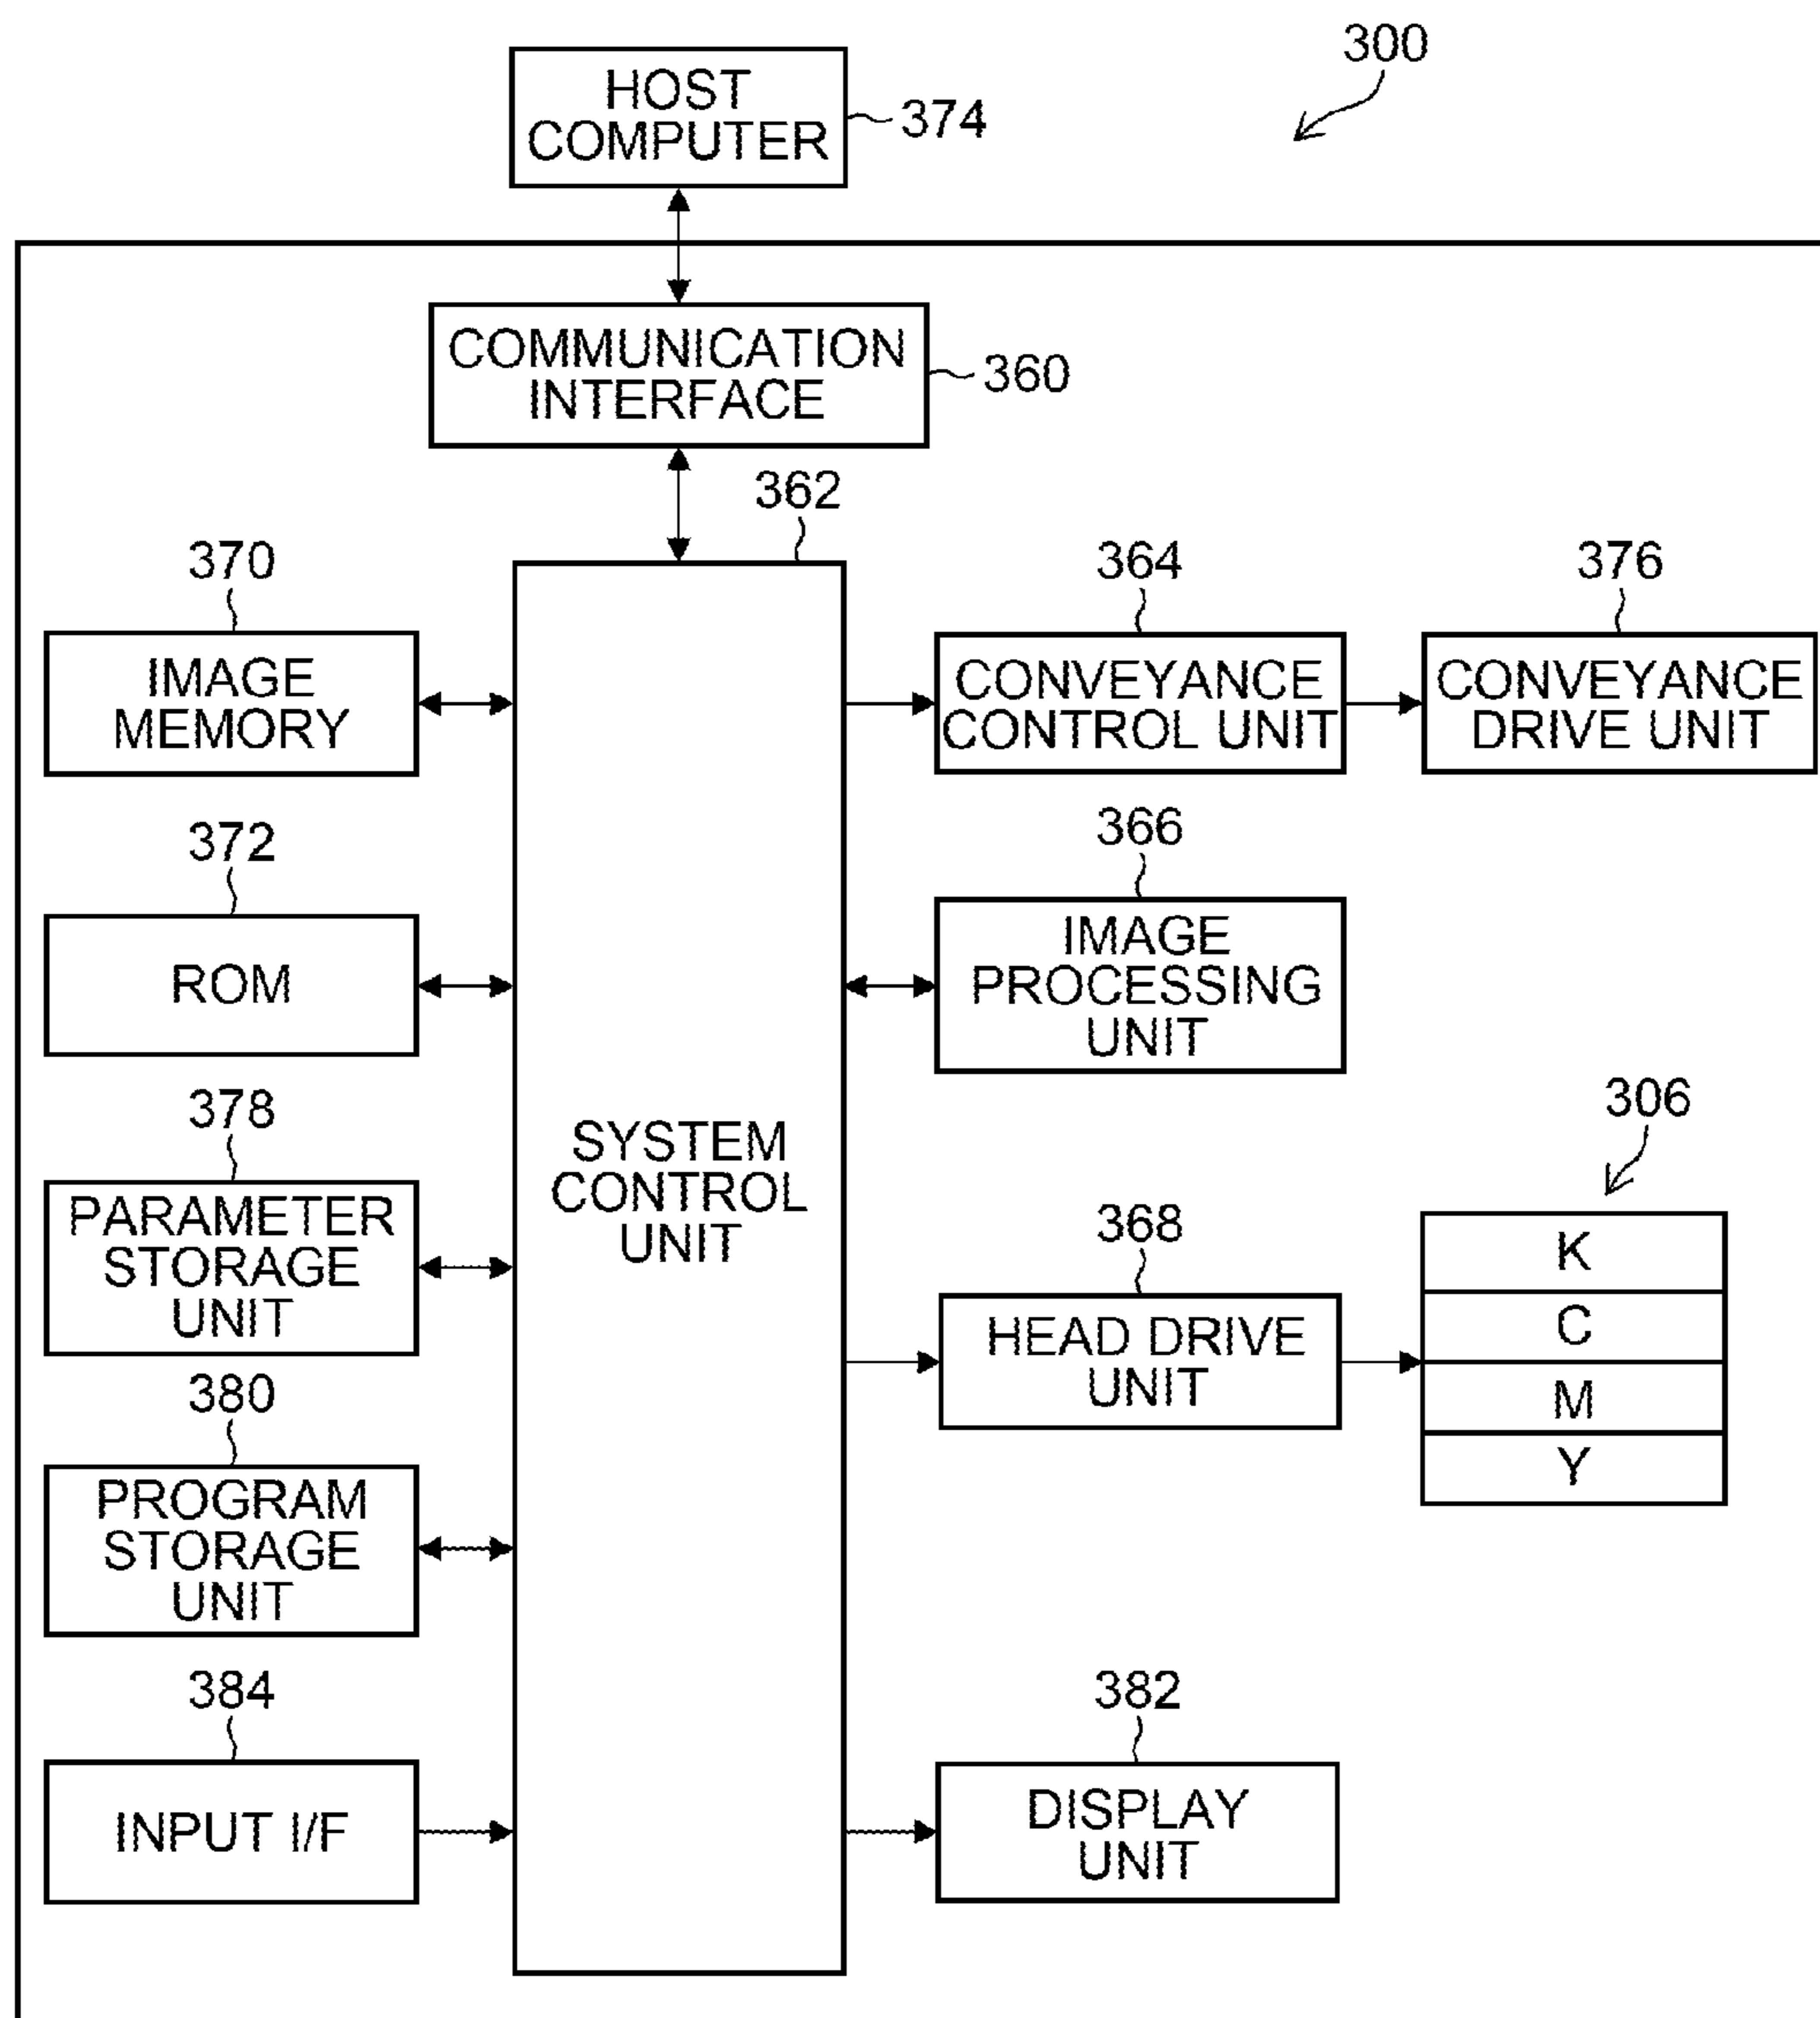 300
HOST
COMPUTER
374
COMMUNICATION
INTERFACE
360
362
370
IMAGE
MEMORY
364
CONVEYANCE
CONTROL UNIT
376
CONVEYANCE
DRIVE UNIT
372
ROM
366
IMAGE
PROCESSING
UNIT
378
PARAMETER
STORAGE
UNIT
SYSTEM
CONTROL
UNIT
368
HEAD DRIVE
UNIT
306
K
C
M
Y
380
PROGRAM
STORAGE
UNIT
384
INPUT I/F
382
DISPLAY
UNIT